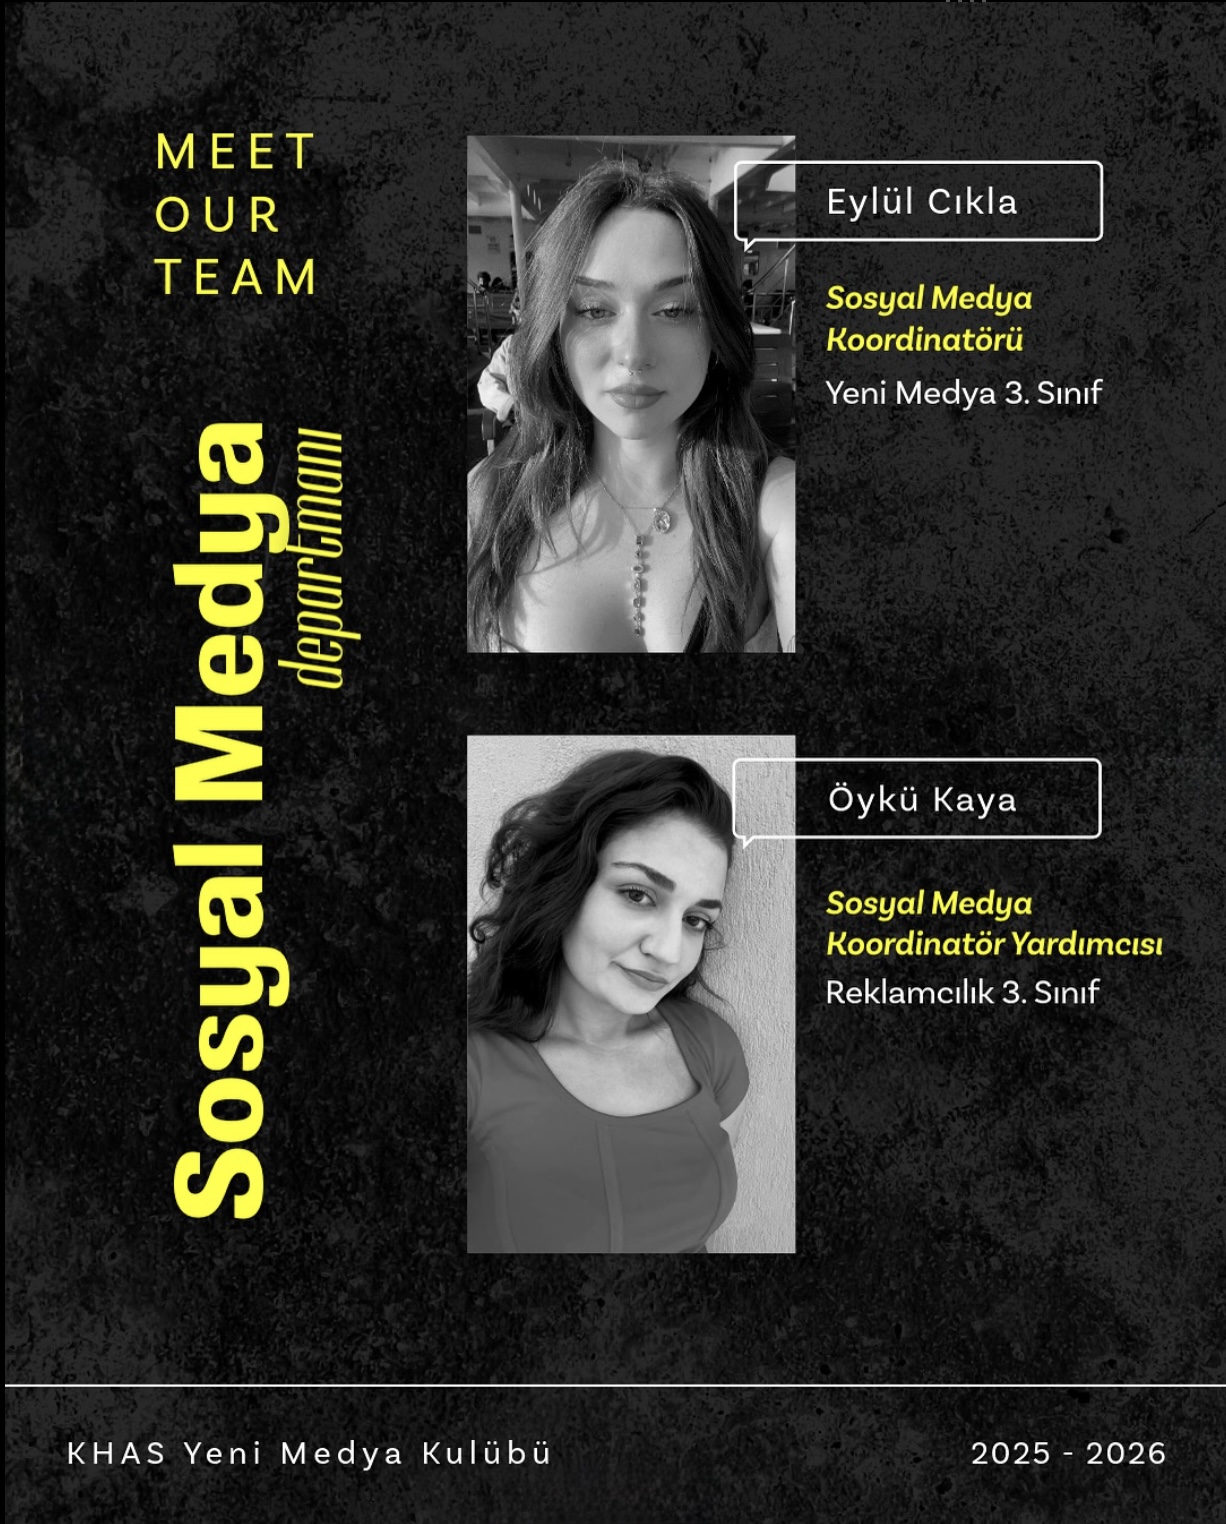 MEET
OUR
TEAM
Sosyal Medya
departmanı
Eylül Cıkla
Sosyal Medya
Koordinatörü
Yeni Medya 3. Sınıf
Öykü Kaya
Sosyal Medya
Koordinatör Yardımcısı
Reklamcılık 3. Sınıf
KHAS Yeni Medya Kulübü
2025 - 2026